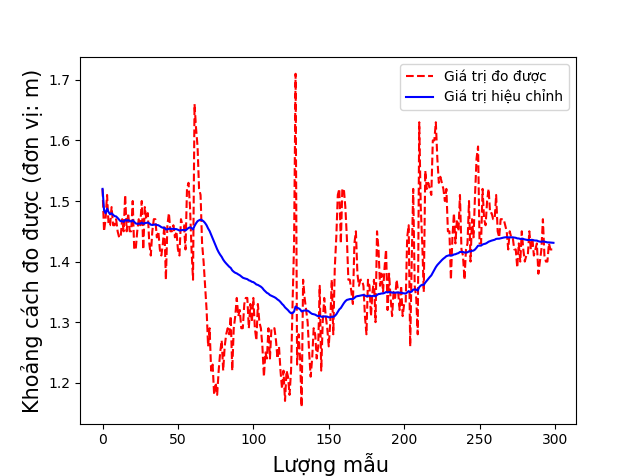 Giá trị đo được
Giá trị hiệu chỉnh
Khoảng cách đo được (đơn vị: m)
1.7
1.6
1.5
1.4
1.3
1.2
0 50 100 150 200 250 300
Lượng mẫu